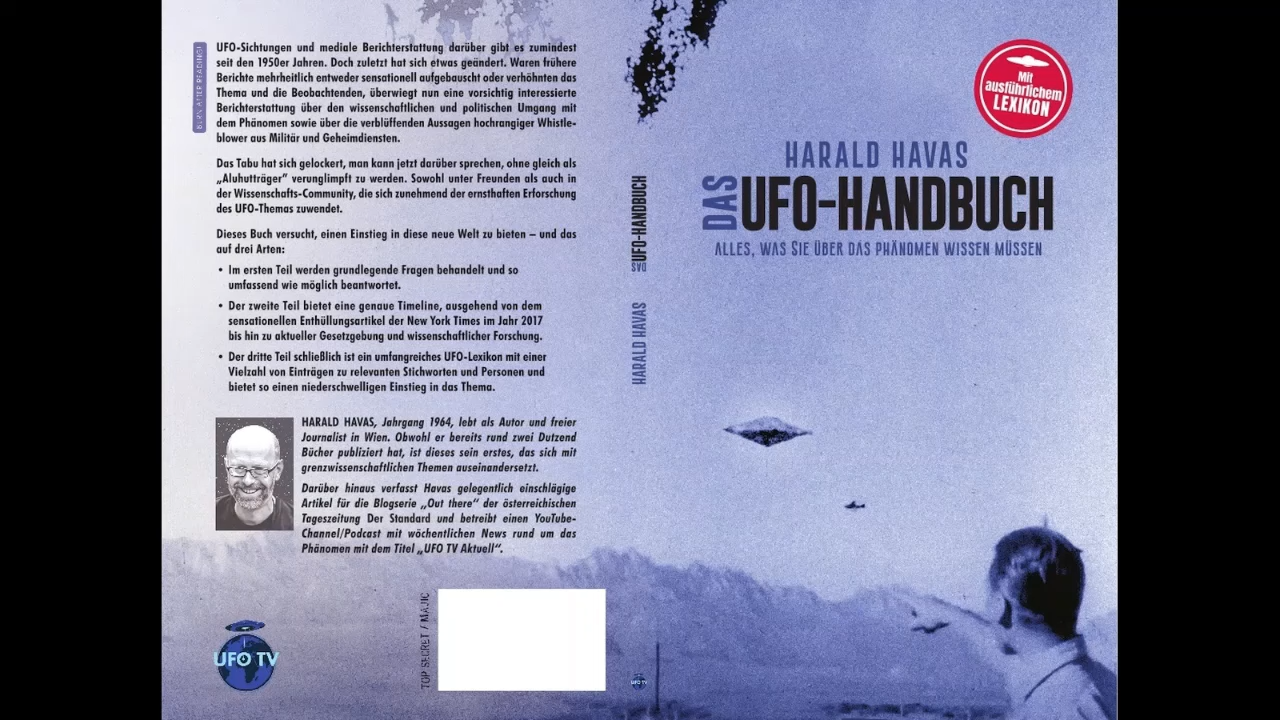 BURN AFTER READING!
UFO-Sichtungen und mediale Berichterstattung darüber gibt es zumindest
seit den 1950er Jahren. Doch zuletzt hat sich etwas geändert. Waren frühere
Berichte mehrheitlich entweder sensationell aufgebauscht oder verhöhnten das
Thema und die Beobachtenden, überwiegt nun eine vorsichtig interessierte
Berichterstattung über den wissenschaftlichen und politischen Umgang mit
dem Phänomen sowie über die verblüffenden Aussagen hochrangiger Whistle-
blower aus Militär und Geheimdiensten.
Das Tabu hat sich gelockert, man kann jetzt darüber sprechen, ohne gleich als
„Aluhutträger“ verunglimpft zu werden. Sowohl unter Freunden als auch in
der Wissenschafts-Community, die sich zunehmend der ernsthaften Erforschung
des UFO-Themas zuwendet.
Dieses Buch versucht, einen Einstieg in diese neue Welt zu bieten – und das
auf drei Arten:
• Im ersten Teil werden grundlegende Fragen behandelt und so
umfassend wie möglich beantwortet.
• Der zweite Teil bietet eine genaue Timeline, ausgehend von dem
sensationellen Enthüllungsartikel der New York Times im Jahr 2017
bis hin zu aktueller Gesetzgebung und wissenschaftlicher Forschung.
• Der dritte Teil schließlich ist ein umfangreiches UFO-Lexikon mit einer
Vielzahl von Einträgen zu relevanten Stichworten und Personen und
bietet so einen niederschwelligen Einstieg in das Thema.
HARALD HAVAS, Jahrgang 1964, lebt als Autor und freier
Journalist in Wien. Obwohl er bereits rund zwei Dutzend
Bücher publiziert hat, ist dieses sein erstes, das sich mit
grenzwissenschaftlichen Themen auseinandersetzt.
Darüber hinaus verfasst Havas gelegentlich einschlägige
Artikel für die Blogserie „Out there“ der österreichischen
Tageszeitung Der Standard und betreibt einen YouTube-
Channel/Podcast mit wöchentlichen News rund um das
Phänomen mit dem Titel „UFO TV Aktuell“.
UFO TV
TOP SECRET / MAJIC
DAS UFO-HANDBUCH
HARALD HAVAS
UFO TV
Mit
ausführlichem
LEXIKON
HARALD HAVAS
DAS UFO-HANDBUCH
ALLES, WAS SIE ÜBER DAS PHÄNOMEN WISSEN MÜSSEN